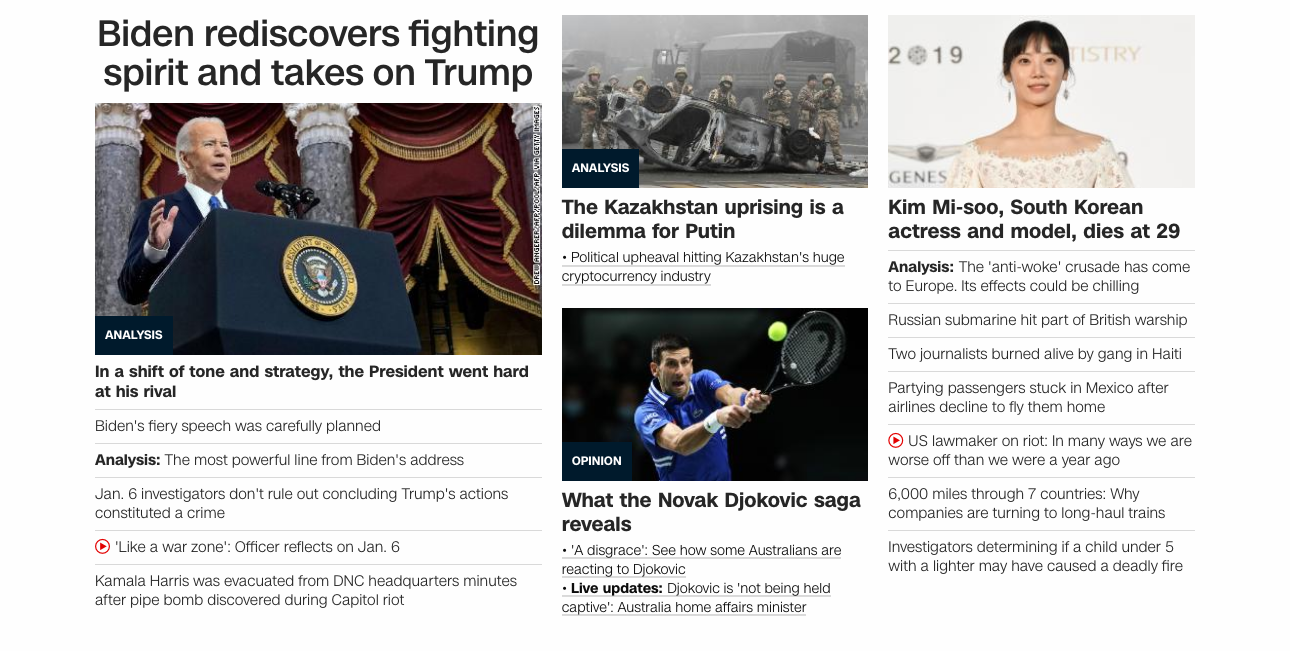 Biden rediscovers fighting
spirit and takes on Trump
DREW ANGERER/AFP/POOL/AFP VIA GETTY IMAGES
ANALYSIS
In a shift of tone and strategy, the President went hard
at his rival
Biden's fiery speech was carefully planned
Analysis: The most powerful line from Biden's address
Jan. 6 investigators don't rule out concluding Trump's actions
constituted a crime
'Like a war zone': Officer reflects on Jan. 6
Kamala Harris was evacuated from DNC headquarters minutes
after pipe bomb discovered during Capitol riot
ANALYSIS
The Kazakhstan uprising is a
dilemma for Putin
• Political upheaval hitting Kazakhstan's huge
cryptocurrency industry
OPINION
What the Novak Djokovic saga
reveals
• 'A disgrace': See how some Australians are
reacting to Djokovic
• Live updates: Djokovic is 'not being held
captive': Australia home affairs minister
2019
TISTRY
GENES
9
Kim Mi-soo, South Korean
actress and model, dies at 29
Analysis: The 'anti-woke' crusade has come
to Europe. Its effects could be chilling
Russian submarine hit part of British warship
Two journalists burned alive by gang in Haiti
Partying passengers stuck in Mexico after
airlines decline to fly them home
US lawmaker on riot: In many ways we are
worse off than we were a year ago
6,000 miles through 7 countries: Why
companies are turning to long-haul trains
Investigators determining if a child under 5
with a lighter may have caused a deadly fire